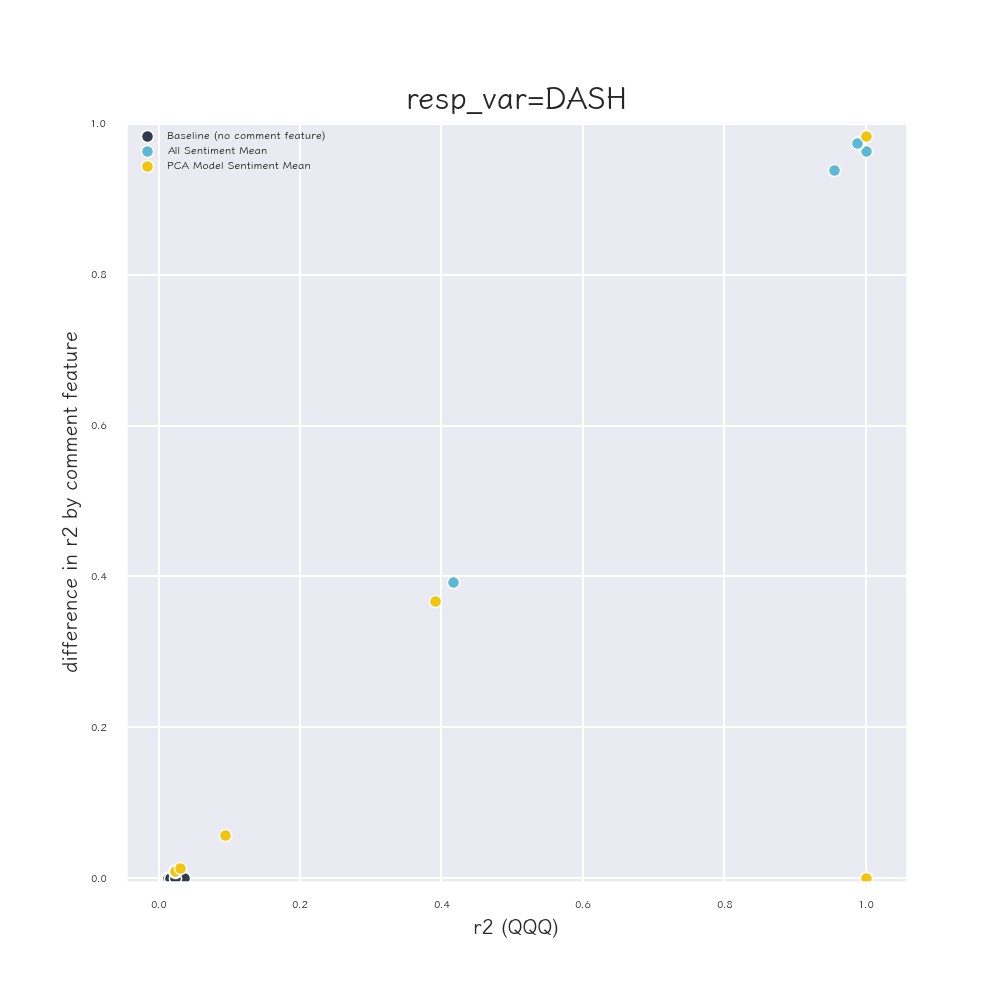 resp_var=DASH
1.0
Baseline (no comment feature)
All Sentiment Mean
PCA Model Sentiment Mean
0.8
0.6
0.4
0.2
0.0
difference in r2 by comment feature
0.0 0.2 0.4 0.6 0.8 1.0
r2 (QQQ)